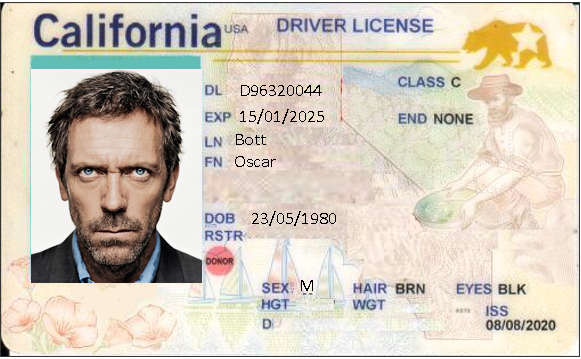 California USA DRIVER LICENSE
DL D96320044
CLASS C
EXP 15/01/2025
END NONE
LN Bott
FN Oscar
DOB 23/05/1980
RSTR
DONOR
SEX M HAIR BRN EYES BLK
HGT WGT
ISS
D 08/08/2020